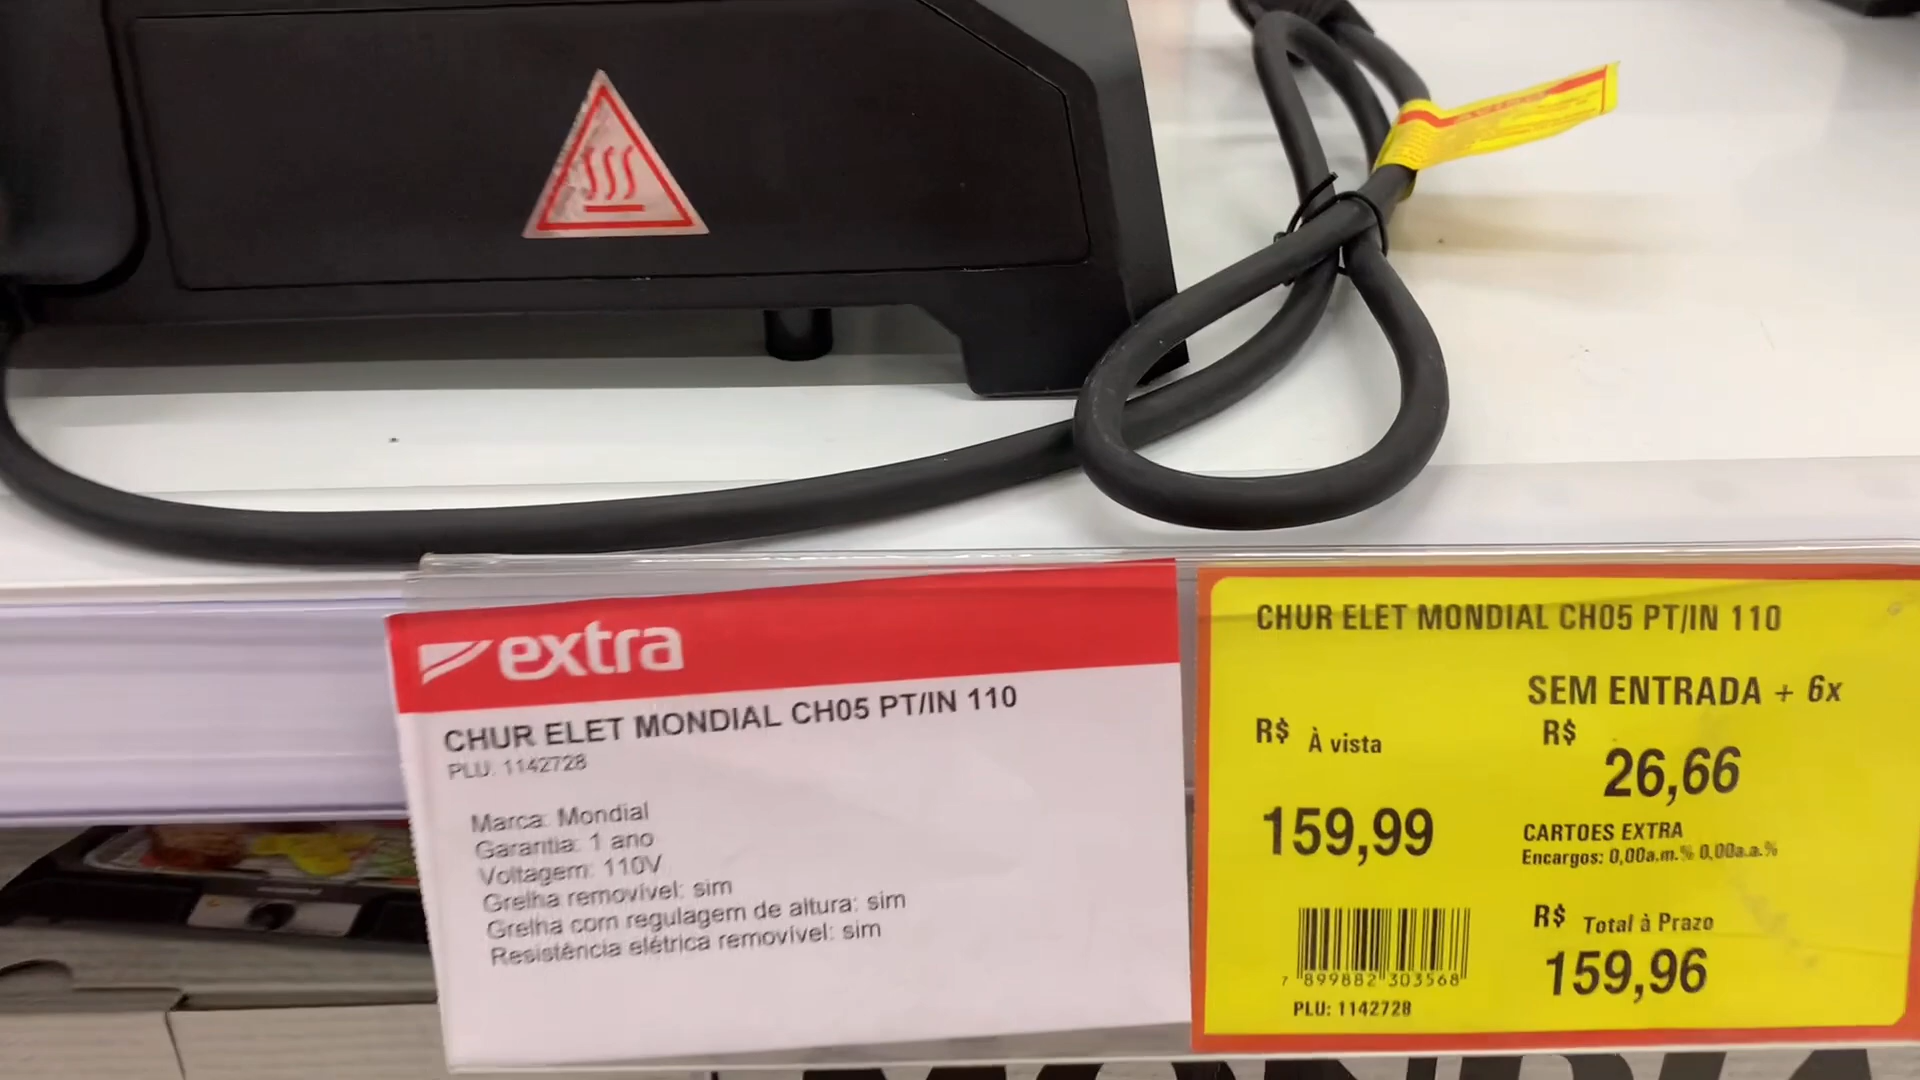 extra
CHUR ELET MONDIAL CH05 PT/IN 110
PLU: 1142728
Marca: Mondial
Garantia: 1 ano
Voltagem: 110V
Grelha removível: sim
Grelha com regulagem de altura: sim
Resistência elétrica removível: sim
CHUR ELET MONDIAL CH05 PT/IN 110
SEM ENTRADA + 6x
R$ À vista
R$
26,66
159,99
CARTOES EXTRA
Encargos: 0,00a.m.% 0,00a.a.%
R$ Total à Prazo
159,96
7 899882 303568
PLU: 1142728